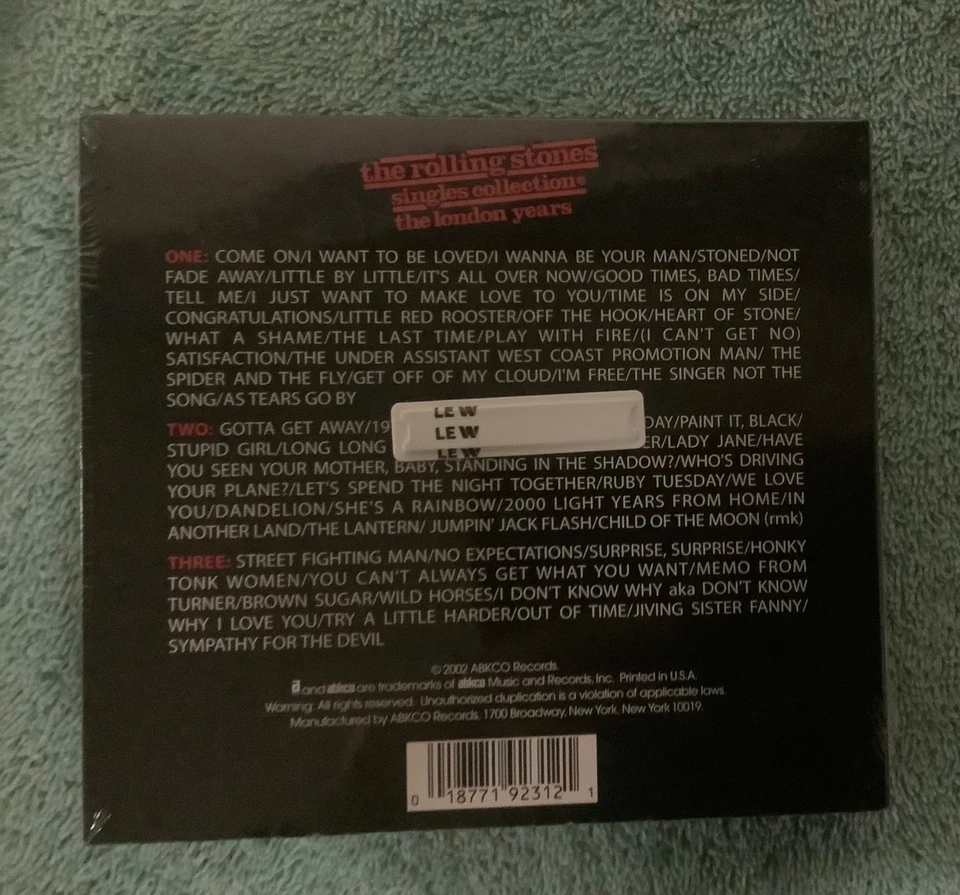 the rolling stones
singles collection*
the london years
ONE: COME ON/I WANT TO BE LOVED/I WANNA BE YOUR MAN/STONED/NOT
FADE AWAY/LITTLE BY LITTLE/IT'S ALL OVER NOW/GOOD TIMES, BAD TIMES/
TELL ME/I JUST WANT TO MAKE LOVE TO YOU/TIME IS ON MY SIDE/
CONGRATULATIONS/LITTLE RED ROOSTER/OFF THE HOOK/HEART OF STONE/
WHAT A SHAME/THE LAST TIME/PLAY WITH FIRE/(I CAN'T GET NO)
SATISFACTION/THE UNDER ASSISTANT WEST COAST PROMOTION MAN/ THE
SPIDER AND THE FLY/GET OFF OF MY CLOUD/I'M FREE/THE SINGER NOT THE
SONG/AS TEARS GO BY
LEW
LEW
LEW
TWO: GOTTA GET AWAY/19 DAY/PAINT IT, BLACK/
STUPID GIRL/LONG LONG ER/LADY JANE/HAVE
YOU SEEN YOUR MOTHER, BABY, STANDING IN THE SHADOW?/WHO'S DRIVING
YOUR PLANE?/LET'S SPEND THE NIGHT TOGETHER/RUBY TUESDAY/WE LOVE
YOU/DANDELION/SHE'S A RAINBOW/2000 LIGHT YEARS FROM HOME/IN
ANOTHER LAND/THE LANTERN/ JUMPIN' JACK FLASH/CHILD OF THE MOON (rmk)
THREE: STREET FIGHTING MAN/NO EXPECTATIONS/SURPRISE, SURPRISE/HONKY
TONK WOMEN/YOU CAN'T ALWAYS GET WHAT YOU WANT/MEMO FROM
TURNER/BROWN SUGAR/WILD HORSES/I DON'T KNOW WHY aka DON'T KNOW
WHY I LOVE YOU/TRY A LITTLE HARDER/OUT OF TIME/JIVING SISTER FANNY/
SYMPATHY FOR THE DEVIL
© 2002 ABKCO Records.
and abkco are trademarks of abkco Music and Records, Inc. Printed in U.S.A.
Warning: All rights reserved. Unauthorized duplication is a violation of applicable laws.
Manufactured by ABKCO Records, 1700 Broadway, New York, New York 10019.
0 18771 92312 1